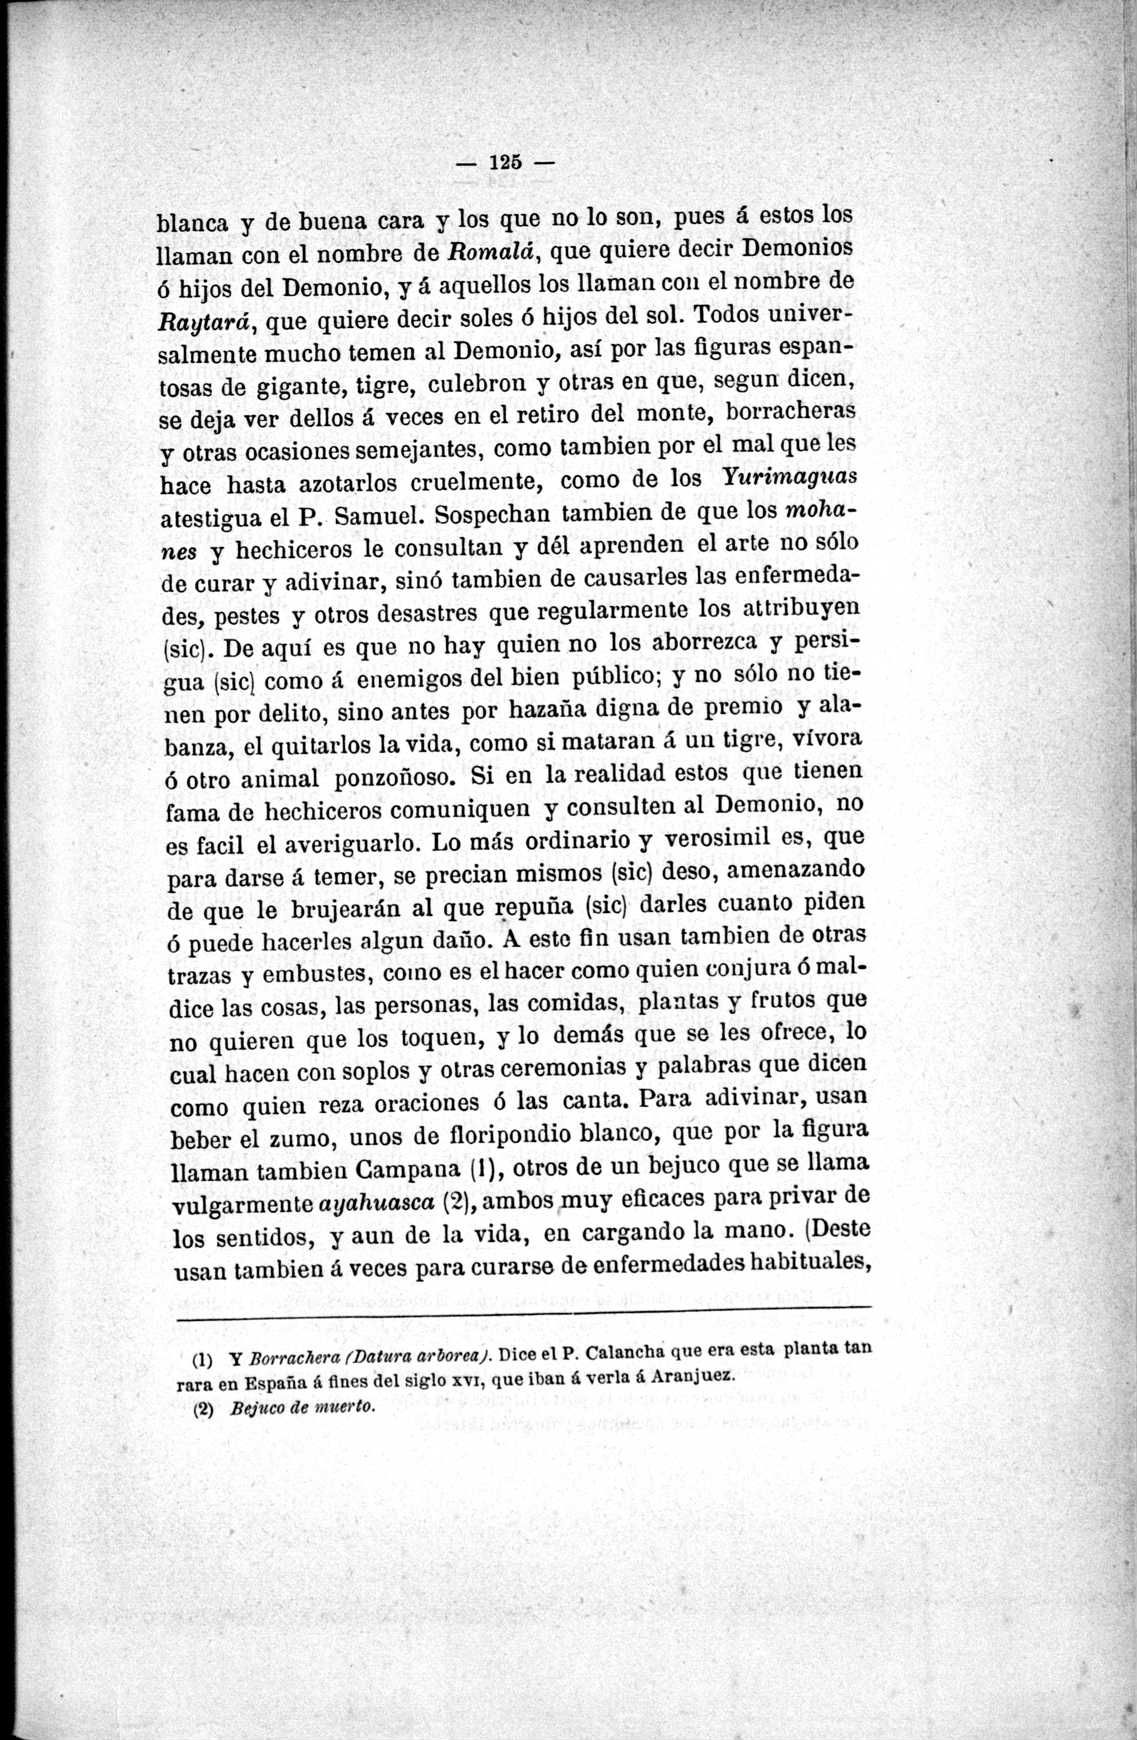 — 125 —
blanca y de buena cara y los que no lo son, pues á estos los
llaman con el nombre de Romalá, que quiere decir Demonios
ó hijos del Demonio, y á aquellos los llaman con el nombre de
Raytará, que quiere decir soles ó hijos del sol. Todos univer-
salmente mucho temen al Demonio, así por las figuras espan-
tosas de gigante, tigre, culebron y otras en que, segun dicen,
se deja ver dellos á veces en el retiro del monte, borracheras
y otras ocasiones semejantes, como tambien por el mal que les
hace hasta azotarlos cruelmente, como de los Yurimaguas
atestigua el P. Samuel. Sospechan tambien de que los moha-
nes y hechiceros le consultan y dél aprenden el arte no sólo
de curar y adivinar, sinó tambien de causarles las enfermeda-
des, pestes y otros desastres que regularmente los attribuyen
(sic). De aquí es que no hay quien no los aborrezca y persi-
gua (sic) como á enemigos del bien público; y no sólo no tie-
nen por delito, sino antes por hazaña digna de premio y ala-
banza, el quitarlos la vida, como si mataran á un tigre, vívora
ó otro animal ponzoñoso. Si en la realidad estos que tienen
fama de hechiceros comuniquen y consulten al Demonio, no
es facil el averiguarlo. Lo más ordinario y verosimil es, que
para darse á temer, se precian mismos (sic) deso, amenazando
de que le brujearán al que repuña (sic) darles cuanto piden
ó puede hacerles algun daño. A este fin usan tambien de otras
trazas y embustes, como es el hacer como quien conjura ó mal-
dice las cosas, las personas, las comidas, plantas y frutos que
no quieren que los toquen, y lo demás que se les ofrece, lo
cual hacen con soplos y otras ceremonias y palabras que dicen
como quien reza oraciones ó las canta. Para adivinar, usan
beber el zumo, unos de floripondio blanco, que por la figura
llaman tambien Campana (1), otros de un bejuco que se llama
vulgarmente ayahuasca (2), ambos muy eficaces para privar de
los sentidos, y aun de la vida, en cargando la mano. (Deste
usan tambien á veces para curarse de enfermedades habituales,
(1) Y Borrachera (Datura arborea). Dice el P. Calancha que era esta planta tan
rara en España á fines del siglo XVI, que iban á verla á Aranjuez.
(2) Bejuco de muerto.